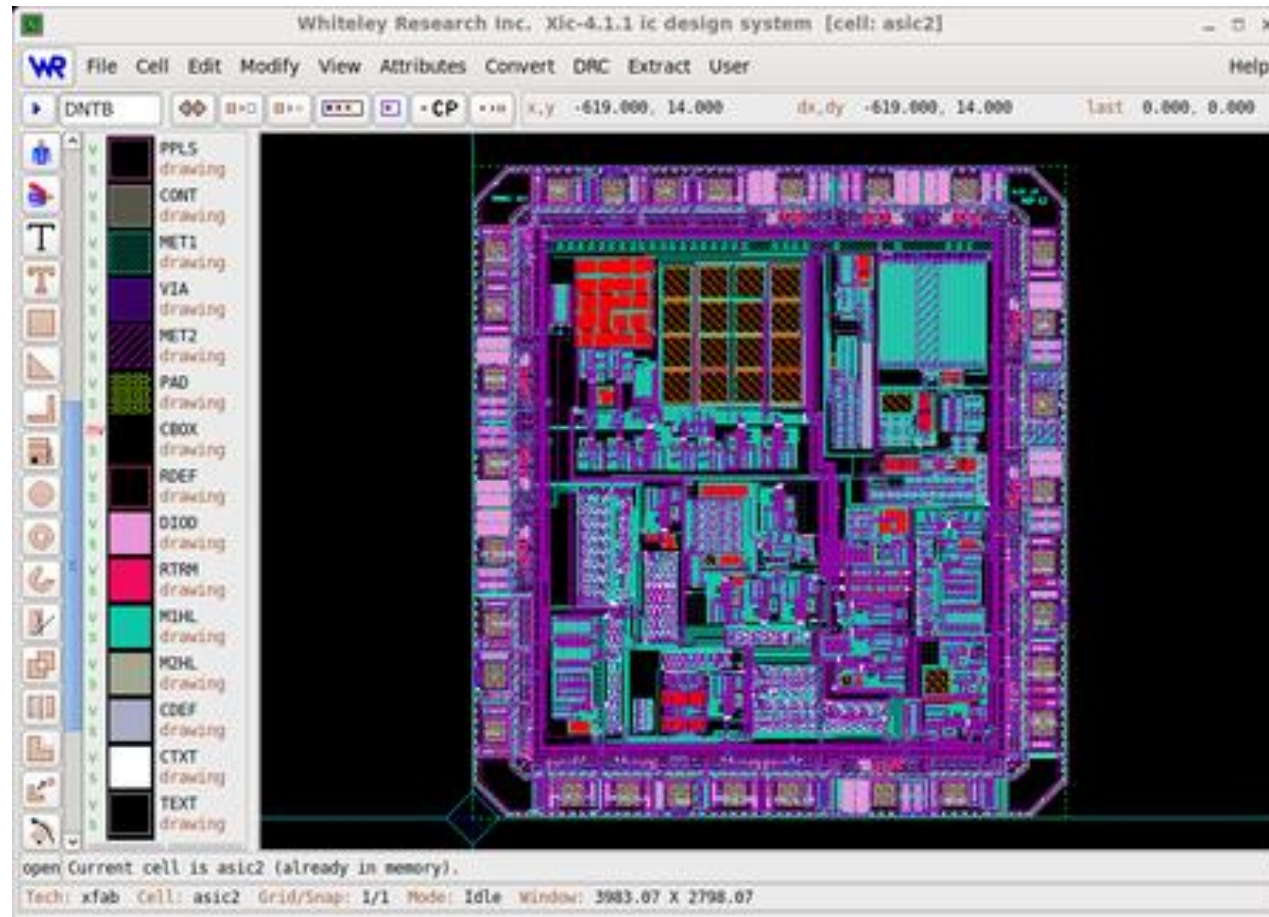 Whiteley Research Inc. Xic-4.1.1 ic design system [cell: asic2]
WR File Cell Edit Modify View Attributes Convert DRC Extract User Help
DNTB CP x,y -619.000, 14.000 dx,dy -619.000, 14.000 last 0.000, 0.000
PPLS
drawing
CONT
drawing
MET1
drawing
VIA
drawing
MET2
drawing
PAD
drawing
CBOX
drawing
RDEF
drawing
DIOD
drawing
RTRM
drawing
M1HL
drawing
M2HL
drawing
CDEF
drawing
CTXT
drawing
TEXT
drawing
open Current cell is asic2 (already in memory).
Tech: xfab Cell: asic2 Grid/Snap: 1/1 Mode: Idle Window: 3983.07 X 2798.07